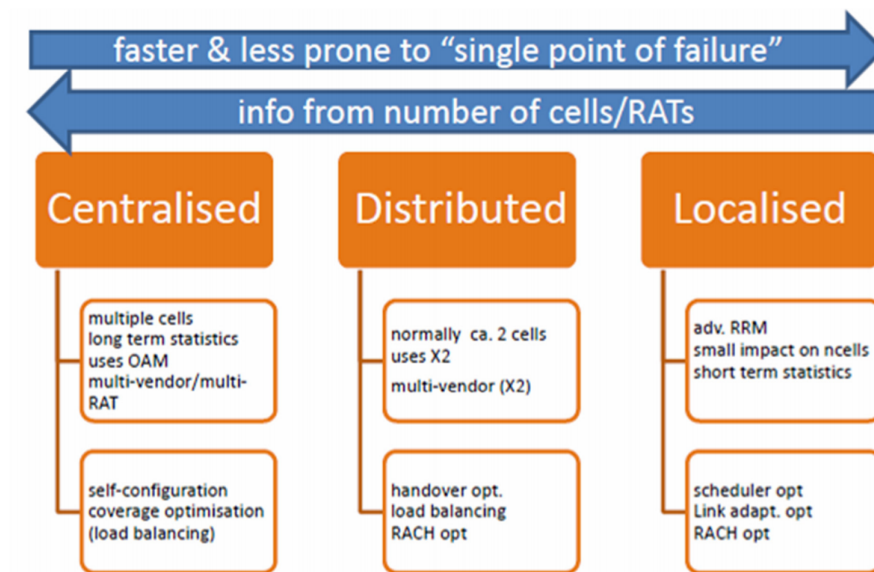 faster & less prone to “single point of failure”
info from number of cells/RATs
Centralised
Distributed
Localised
multiple cells
long term statistics
uses OAM
multi-vendor/multi-
RAT
normally ca. 2 cells
uses X2
multi-vendor (X2)
adv. RRM
small impact on ncells
short term statistics
self-configuration
coverage optimisation
(load balancing)
handover opt.
load balancing
RACH opt
scheduler opt
Link adapt. opt
RACH opt